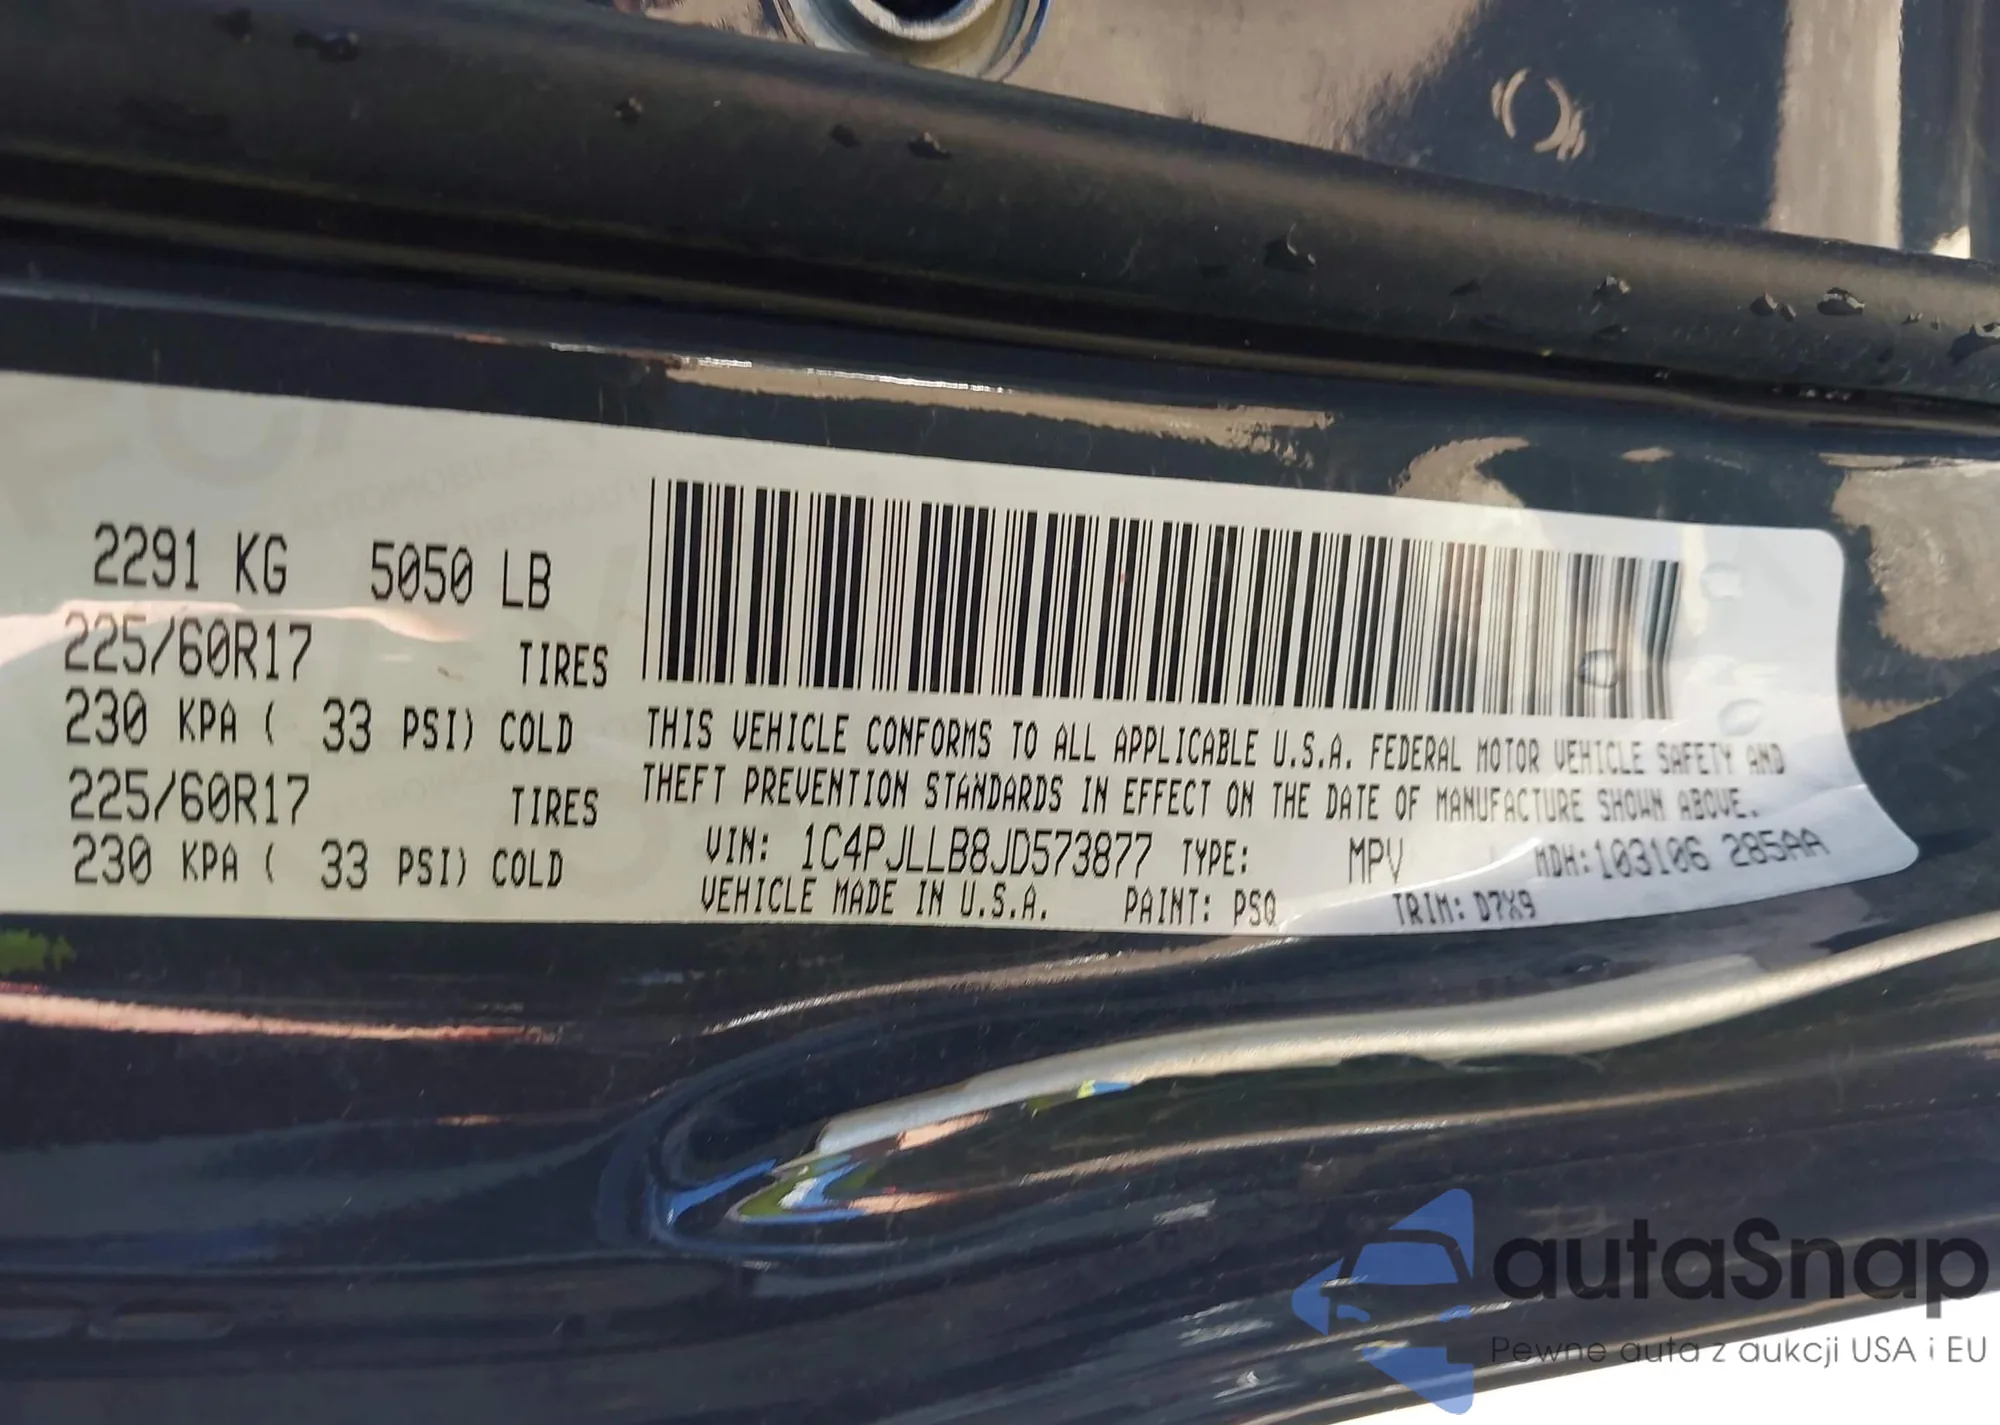 2291 KG 5050 LB
225/60R17 TIRES
230 KPA ( 33 PSI) COLD
225/60R17 TIRES
230 KPA ( 33 PSI) COLD
THIS VEHICLE CONFORMS TO ALL APPLICABLE U.S.A. FEDERAL MOTOR VEHICLE SAFETY AND
THEFT PREVENTION STANDARDS IN EFFECT ON THE DATE OF MANUFACTURE SHOWN ABOVE.
VIN: 1C4PJLLB8JD573877 TYPE: MPV MDH:103106 285AA
VEHICLE MADE IN U.S.A. PAINT: PSQ TRIM: D7X9
autaSnap
Pewne auta z aukcji USA i EU